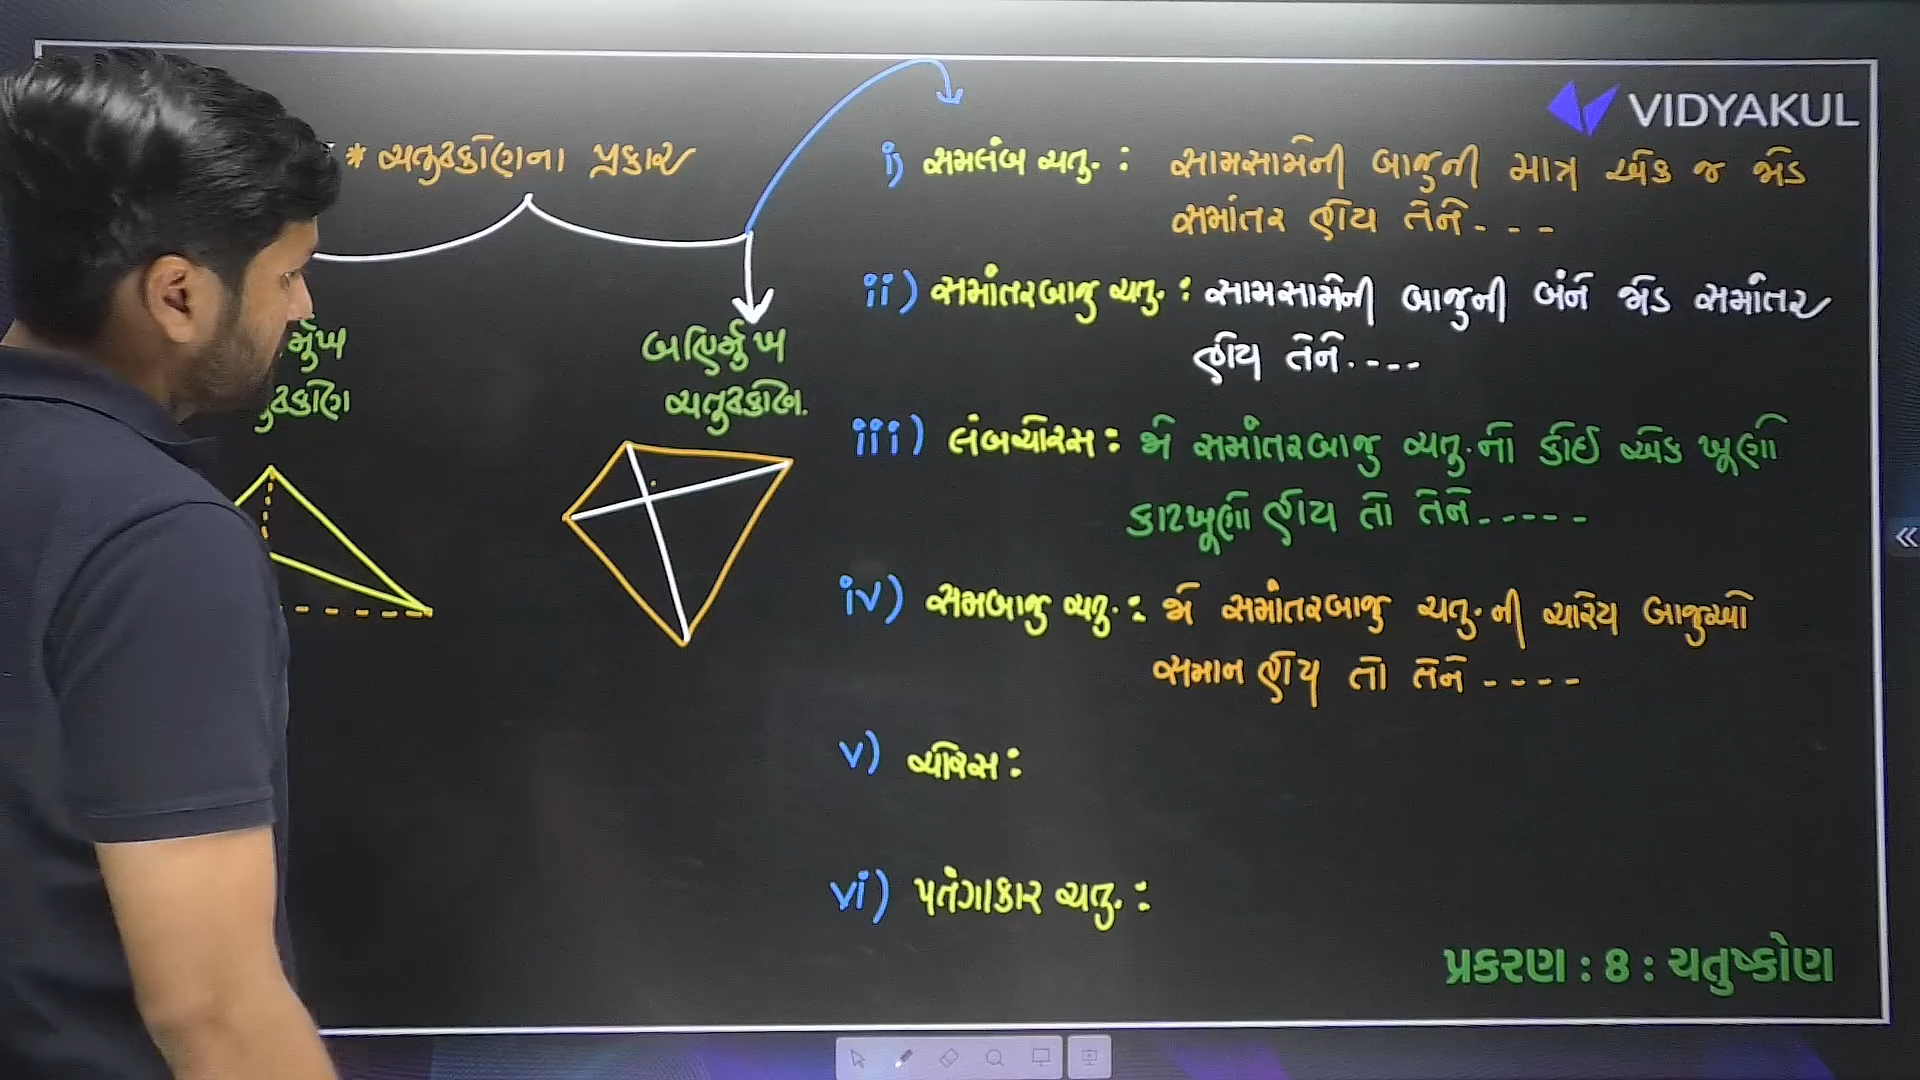 VIDYAKUL
* ચતુષ્કોણના પ્રકાર
બહિર્મુખ
ચતુષ્કોણ.
i) સમલંબ ચતુ. : સામસામેની બાજુની માત્ર એક જ જોડ
સમાંતર હોય તેને - - -
ii) સમાંતરબાજુ ચતુ. : સામસામેની બાજુની બંને જોડ સમાંતર
હોય તેને. - - -
iii) લંબચોરસ : જો સમાંતરબાજુ ચતુ.નો કોઈ એક ખૂણો
કાટખૂણો હોય તો તેને - - - - -
iv) સમબાજુ ચતુ. : જો સમાંતરબાજુ ચતુ.ની ચારેય બાજુઓ
સમાન હોય તો તેને - - - -
v) ચોરસ :
vi) પતંગાકાર ચતુ. :
પ્રકરણ : 8 : ચતુષ્કોણ